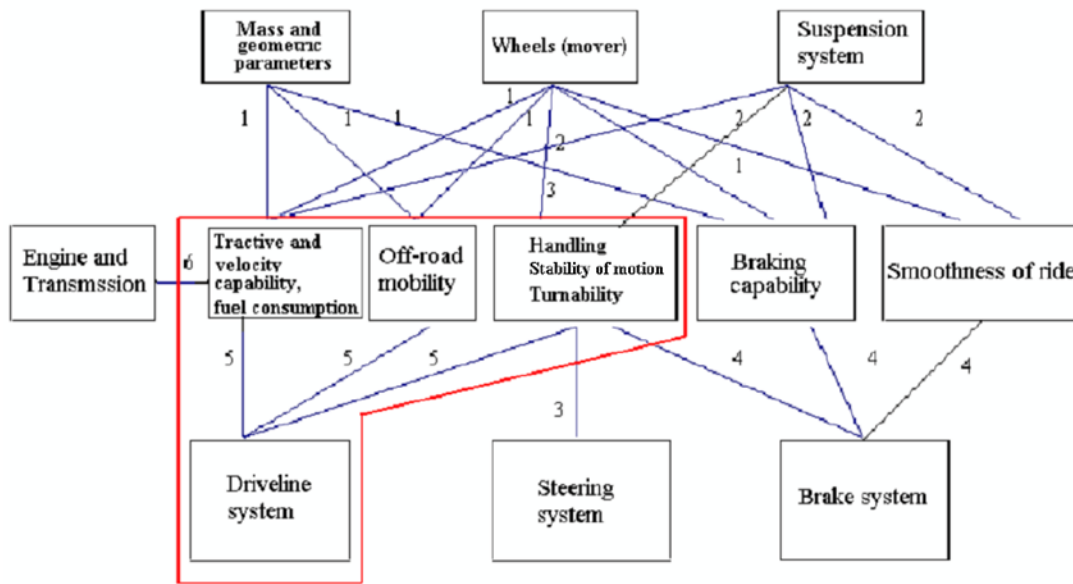 Mass and
geometric
parameters
Wheels (mover)
Suspension
system
1
1
1
1
1
2
2
2
2
1
3
Engine and
Transmssion
6
Tractive and
velocity
capability,
fuel consumption
Off-road
mobility
Handling
Stability of motion
Turnability
Braking
capability
Smoothness of ride
5
5
5
4
4
4
3
Driveline
system
Steering
system
Brake system